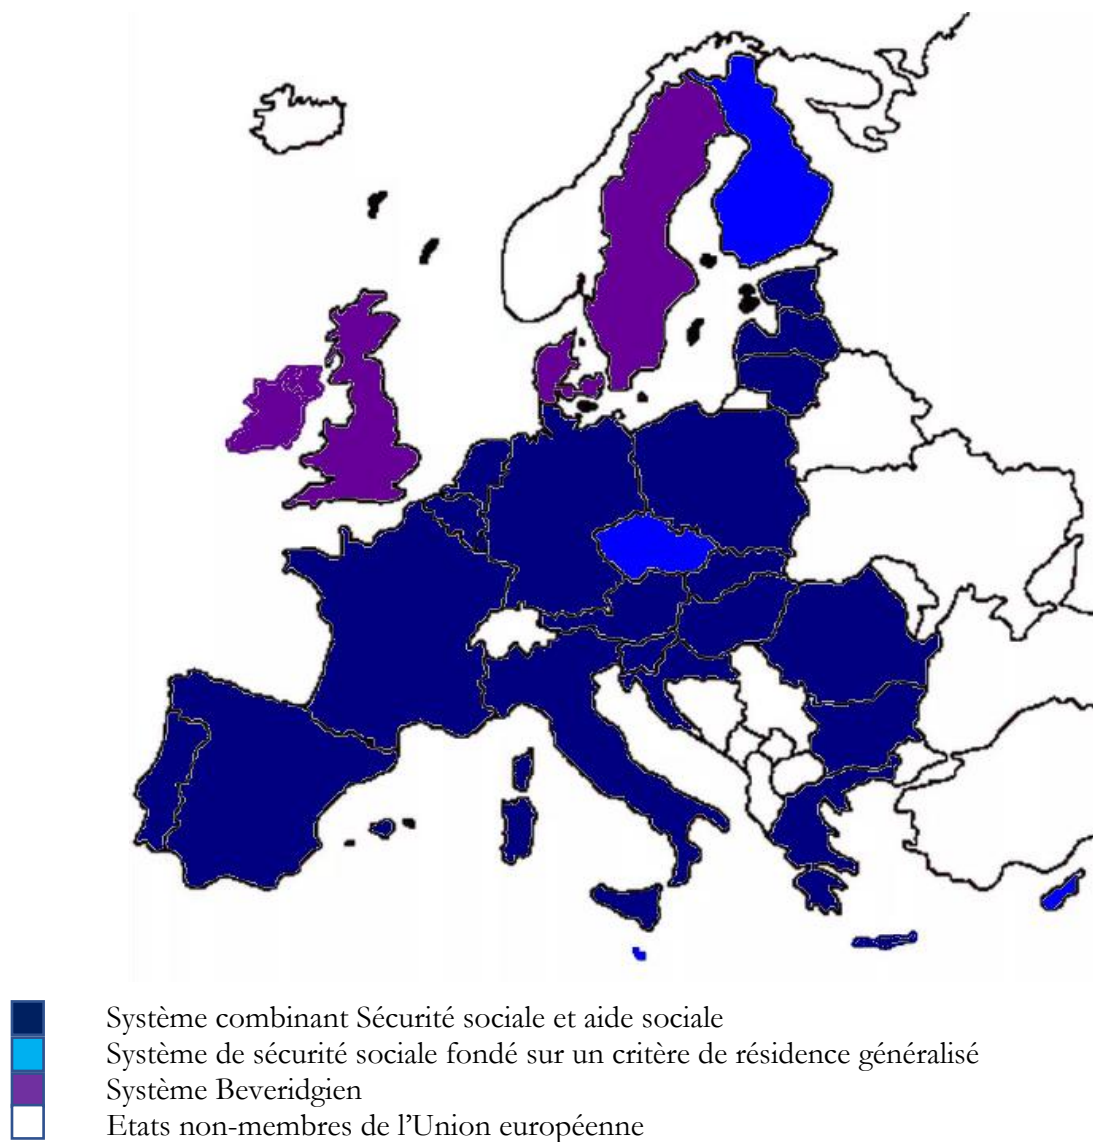 Système combinant Sécurité sociale et aide sociale
Système de sécurité sociale fondé sur un critère de résidence généralisé
Système Beveridgien
Etats non-membres de l'Union européenne